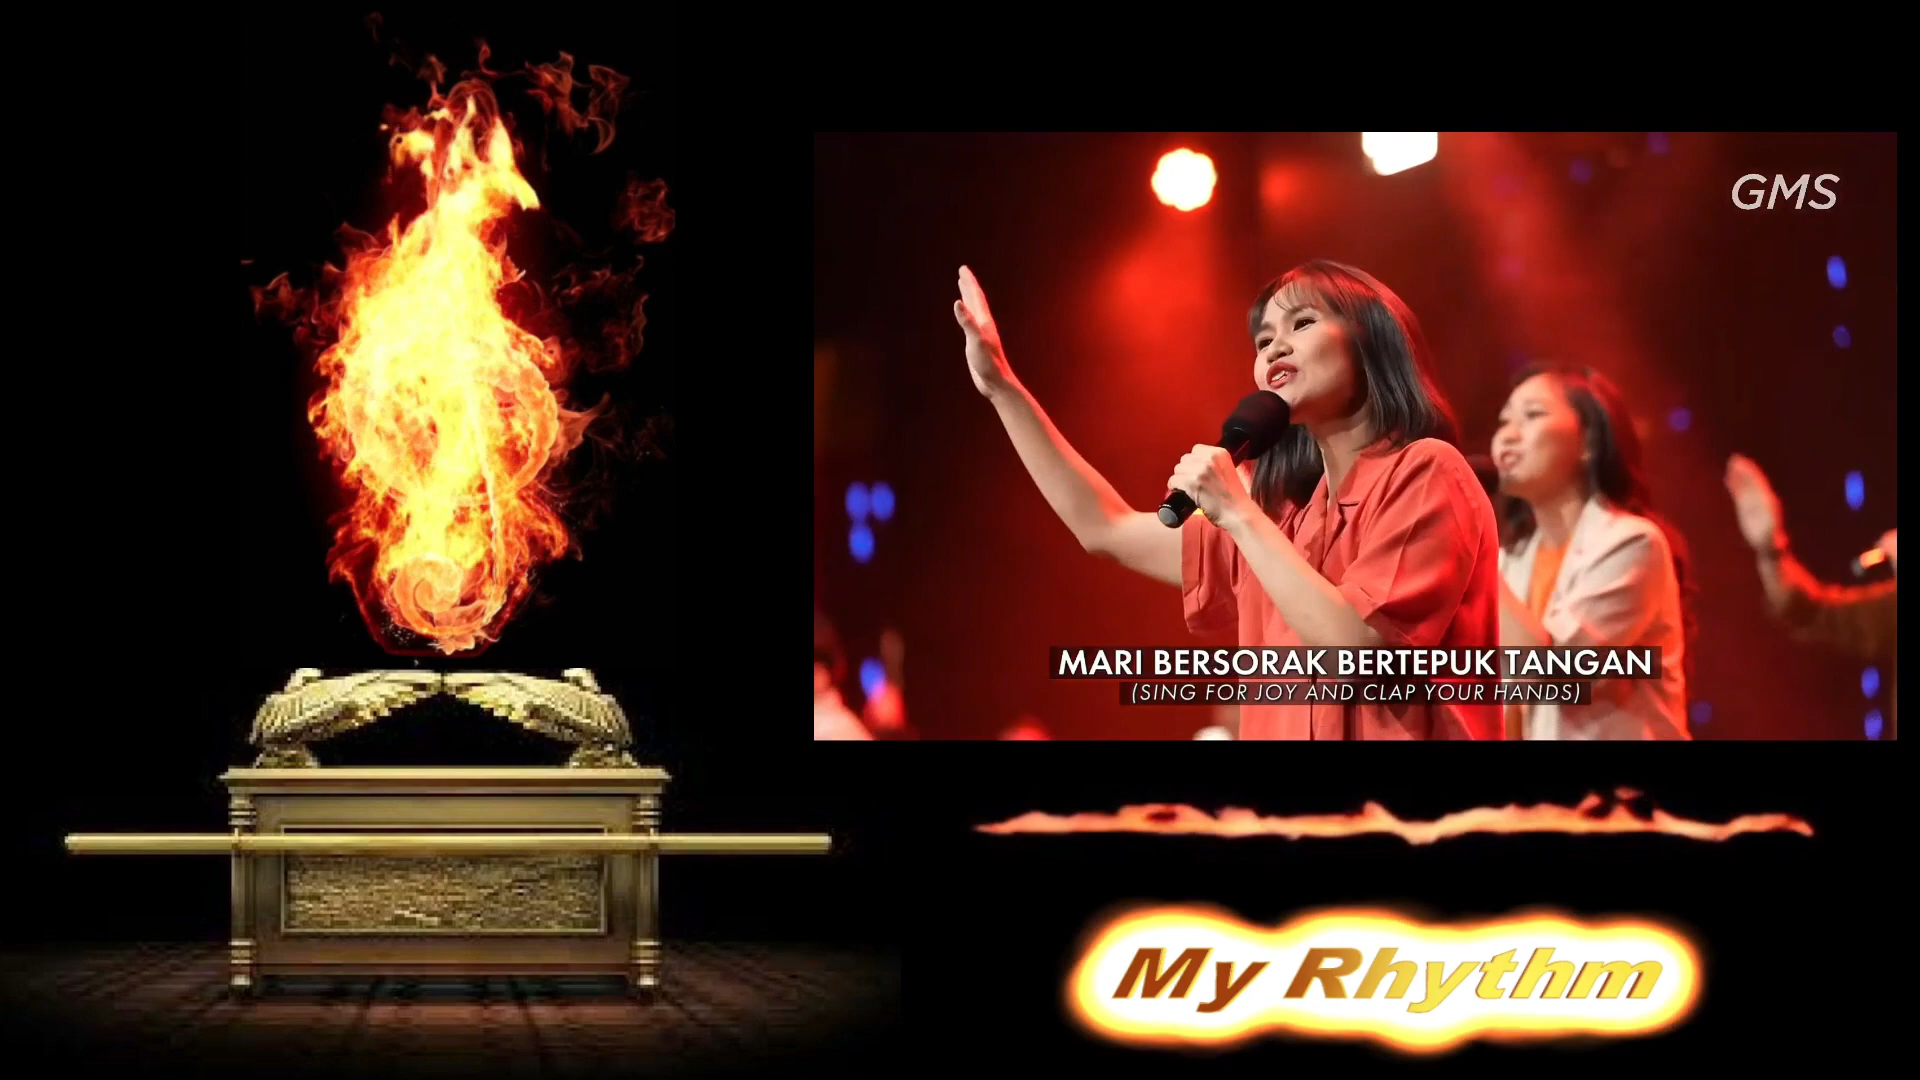 GMS
MARI BERSORAK BERTEPUK TANGAN
(SING FOR JOY AND CLAP YOUR HANDS)
My Rhythm